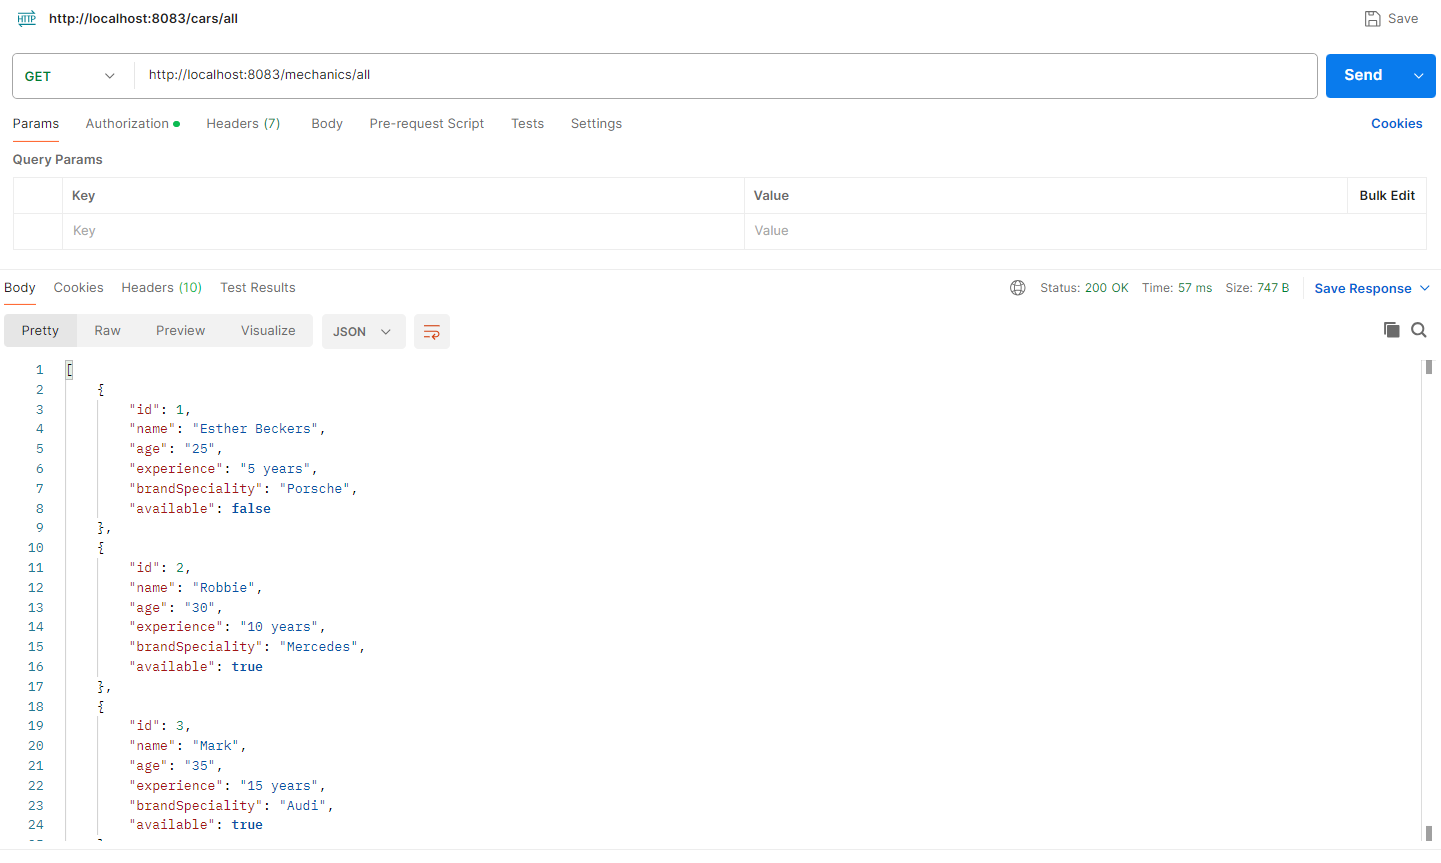 HTTP http://localhost:8083/cars/all Save
GET http://localhost:8083/mechanics/all Send
Params Authorization Headers (7) Body Pre-request Script Tests Settings Cookies
Query Params
Key Value Bulk Edit
Key Value
Body Cookies Headers (10) Test Results Status: 200 OK Time: 57 ms Size: 747 B Save Response
Pretty Raw Preview Visualize JSON
1 [
2 {
3 "id": 1,
4 "name": "Esther Beckers",
5 "age": "25",
6 "experience": "5 years",
7 "brandSpeciality": "Porsche",
8 "available": false
9 },
10 {
11 "id": 2,
12 "name": "Robbie",
13 "age": "30",
14 "experience": "10 years",
15 "brandSpeciality": "Mercedes",
16 "available": true
17 },
18 {
19 "id": 3,
20 "name": "Mark",
21 "age": "35",
22 "experience": "15 years",
23 "brandSpeciality": "Audi",
24 "available": true